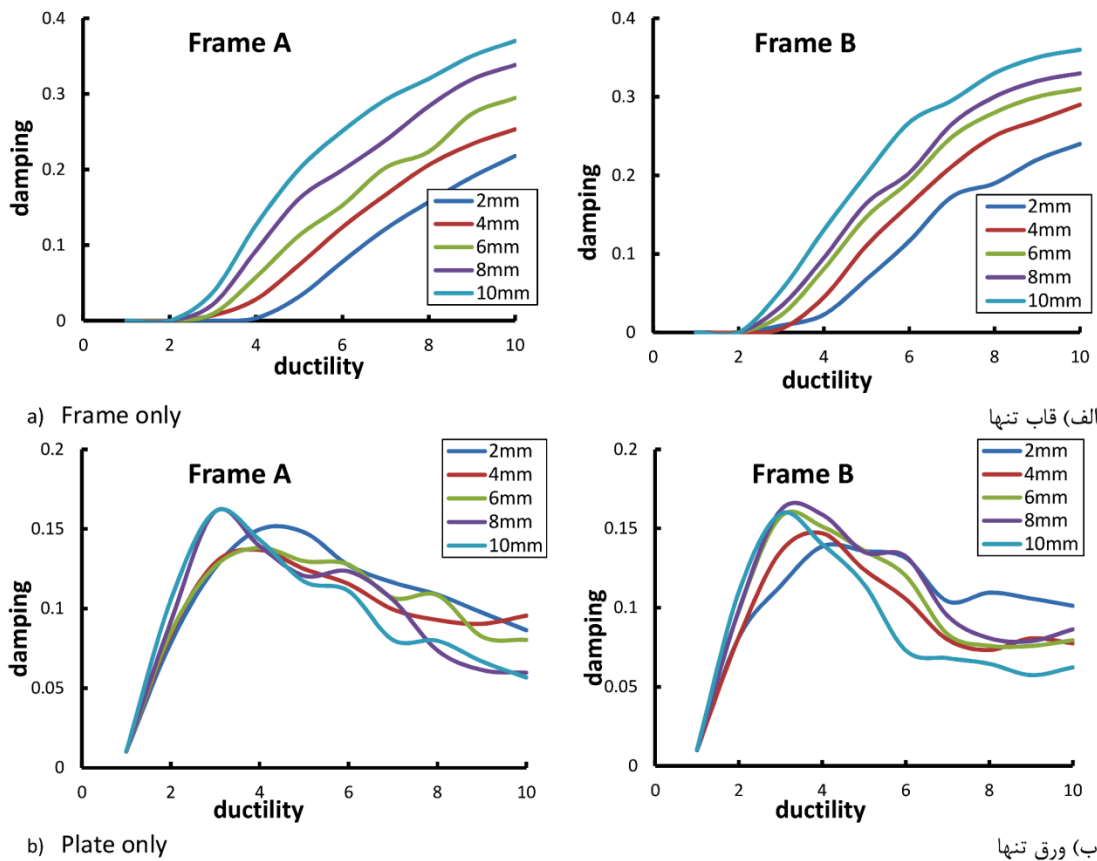 Frame A
damping
0.4
0.3
0.2
0.1
0
0 2 4 6 8 10
ductility
2mm
4mm
6mm
8mm
10mm
Frame B
damping
0.4
0.3
0.2
0.1
0
0 2 4 6 8 10
ductility
2mm
4mm
6mm
8mm
10mm
a) Frame only
الف) قاب تنها
Frame A
damping
0.2
0.15
0.1
0.05
0
0 2 4 6 8 10
ductility
2mm
4mm
6mm
8mm
10mm
Frame B
damping
0.2
0.15
0.1
0.05
0
0 2 4 6 8 10
ductility
2mm
4mm
6mm
8mm
10mm
b) Plate only
ب) ورق تنها